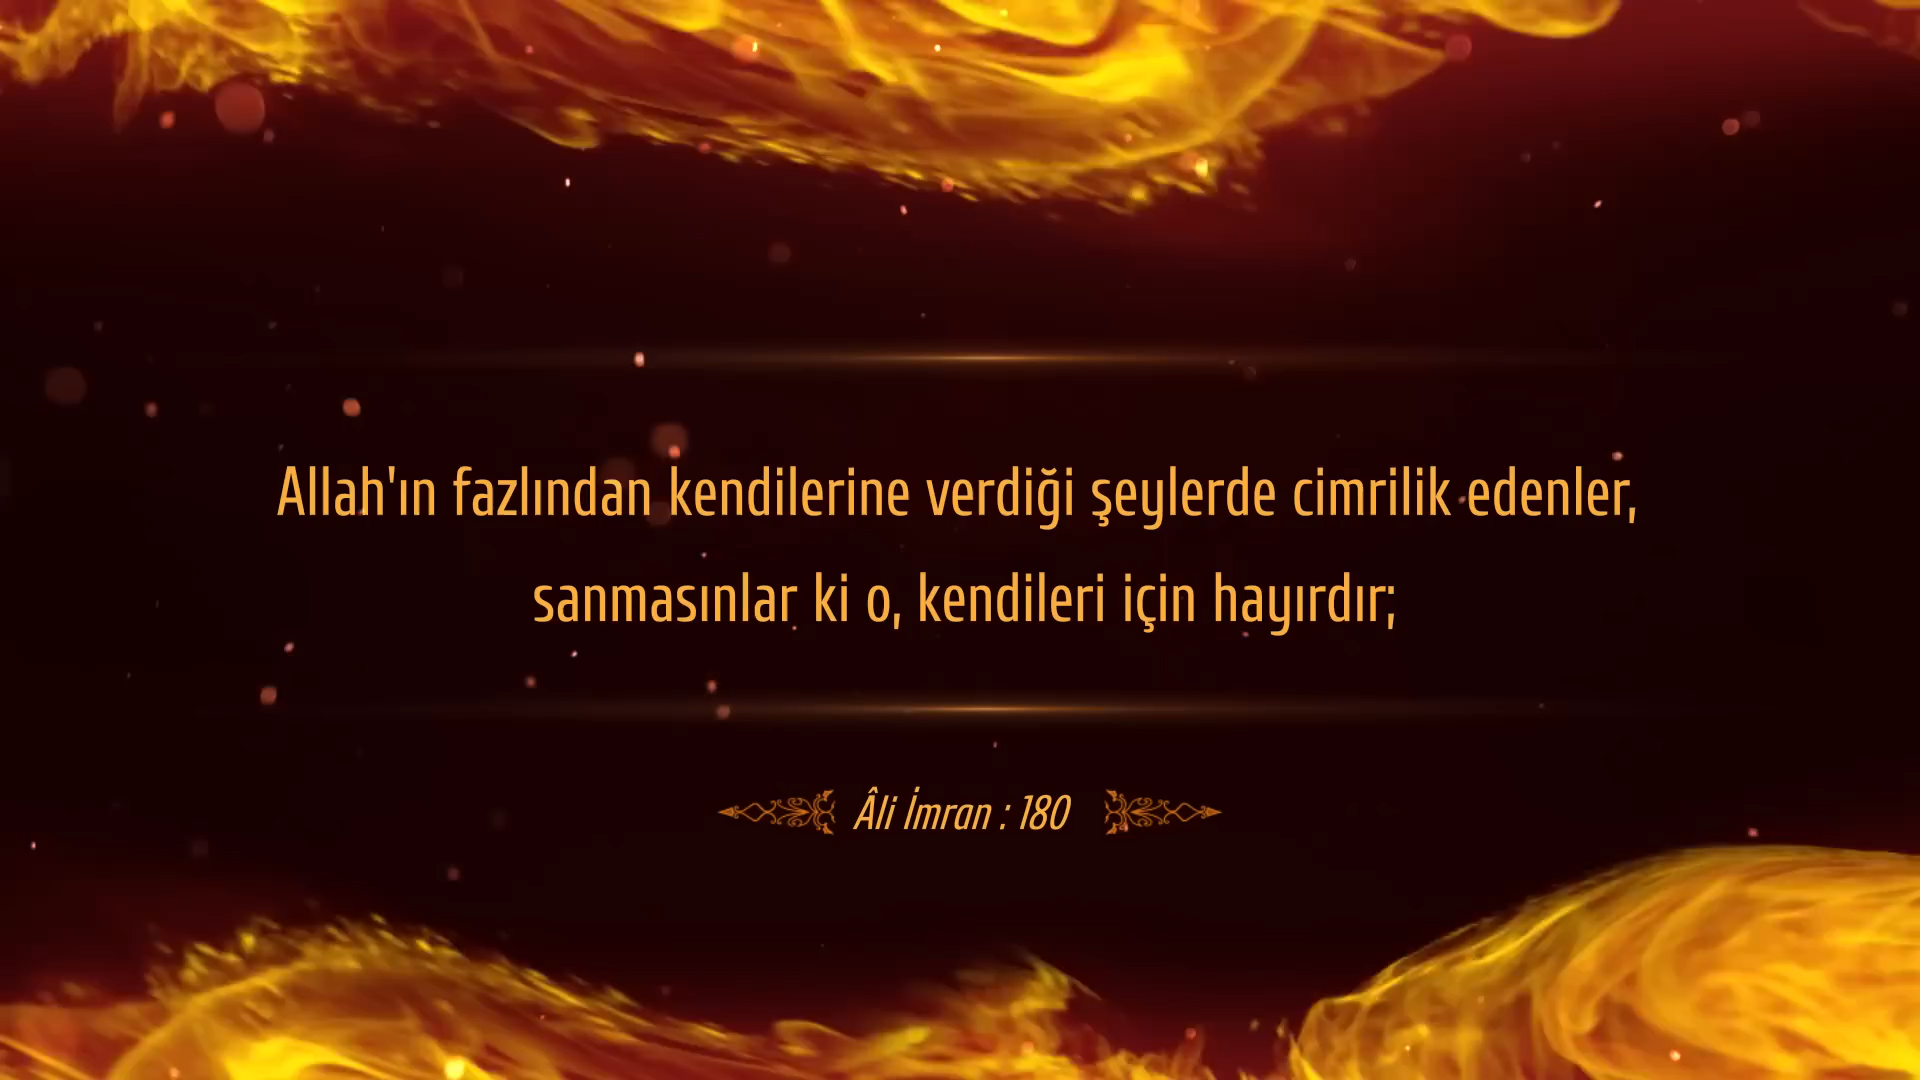 Allah'ın fazlından kendilerine verdiği şeylerde cimrilik edenler,
sanmasınlar ki o, kendileri için hayırdır;
Âli İmran : 180